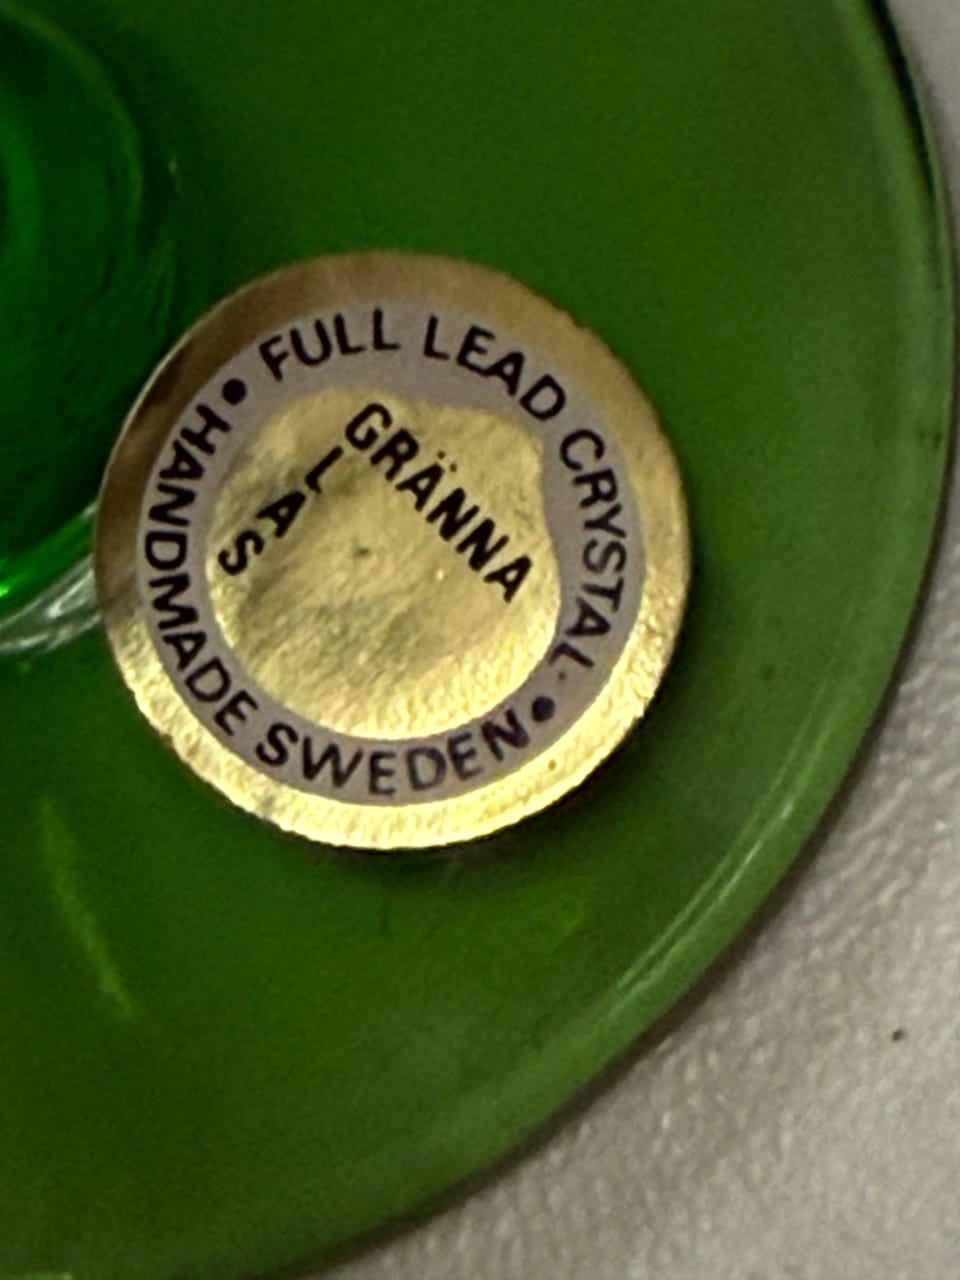 • FULL LEAD CRYSTAL •
HANDMADE SWEDEN
GRÄNNA
GLAS